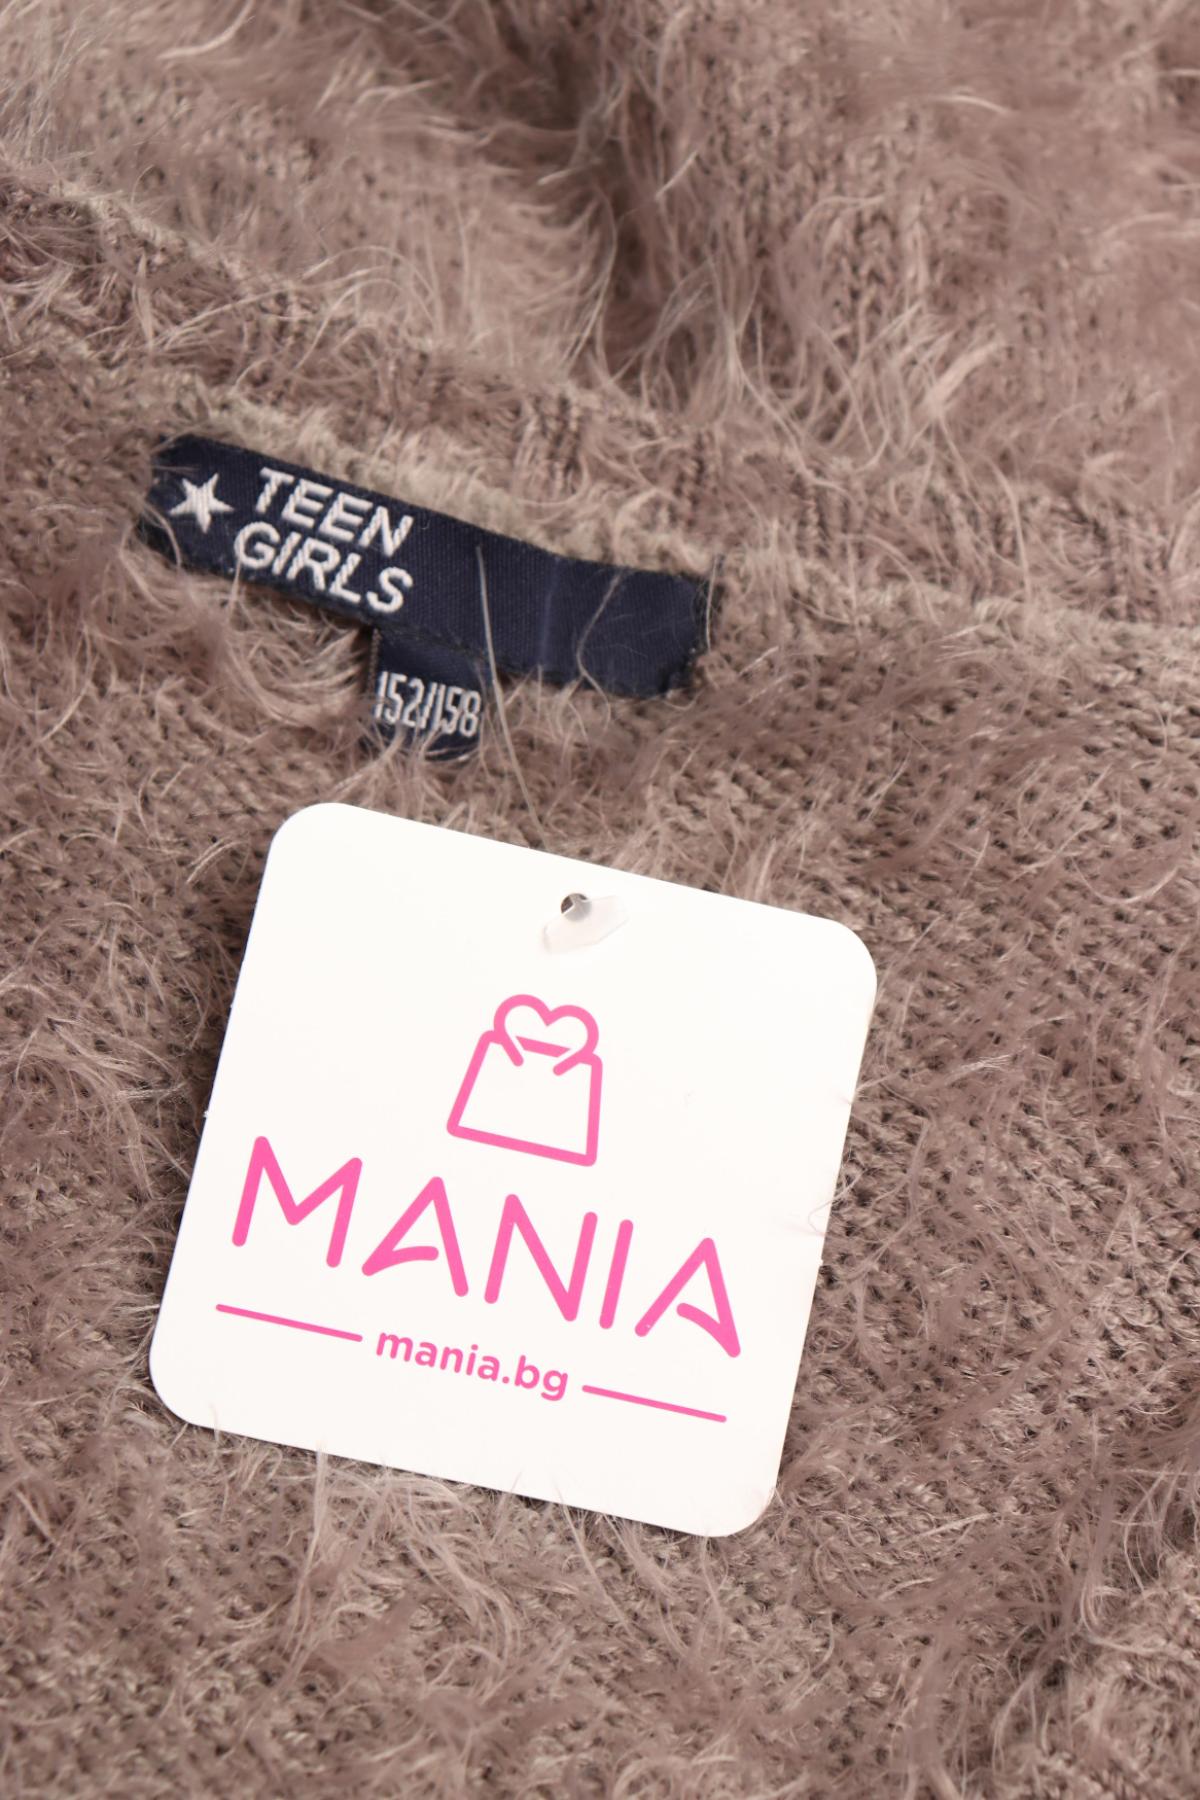 TEEN
GIRLS
152/158
MANIA
mania.bg